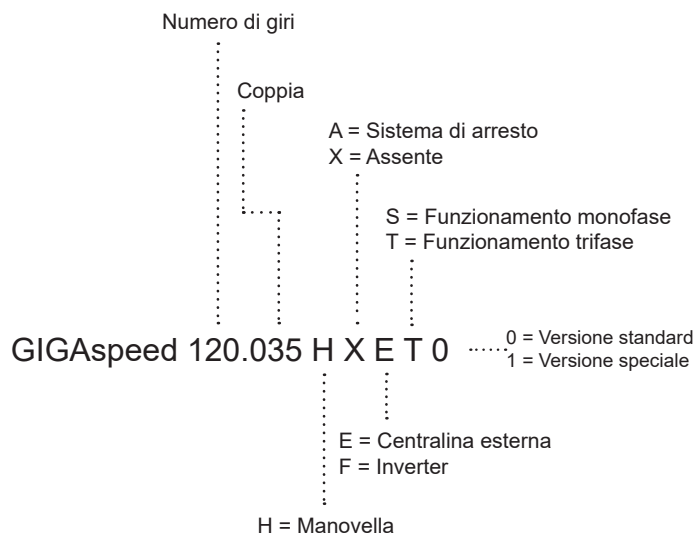 Numero di giri
Coppia
A = Sistema di arresto
X = Assente
S = Funzionamento monofase
T = Funzionamento trifase
GIGAspeed 120.035 H X E T 0
0 = Versione standard
1 = Versione speciale
E = Centralina esterna
F = Inverter
H = Manovella